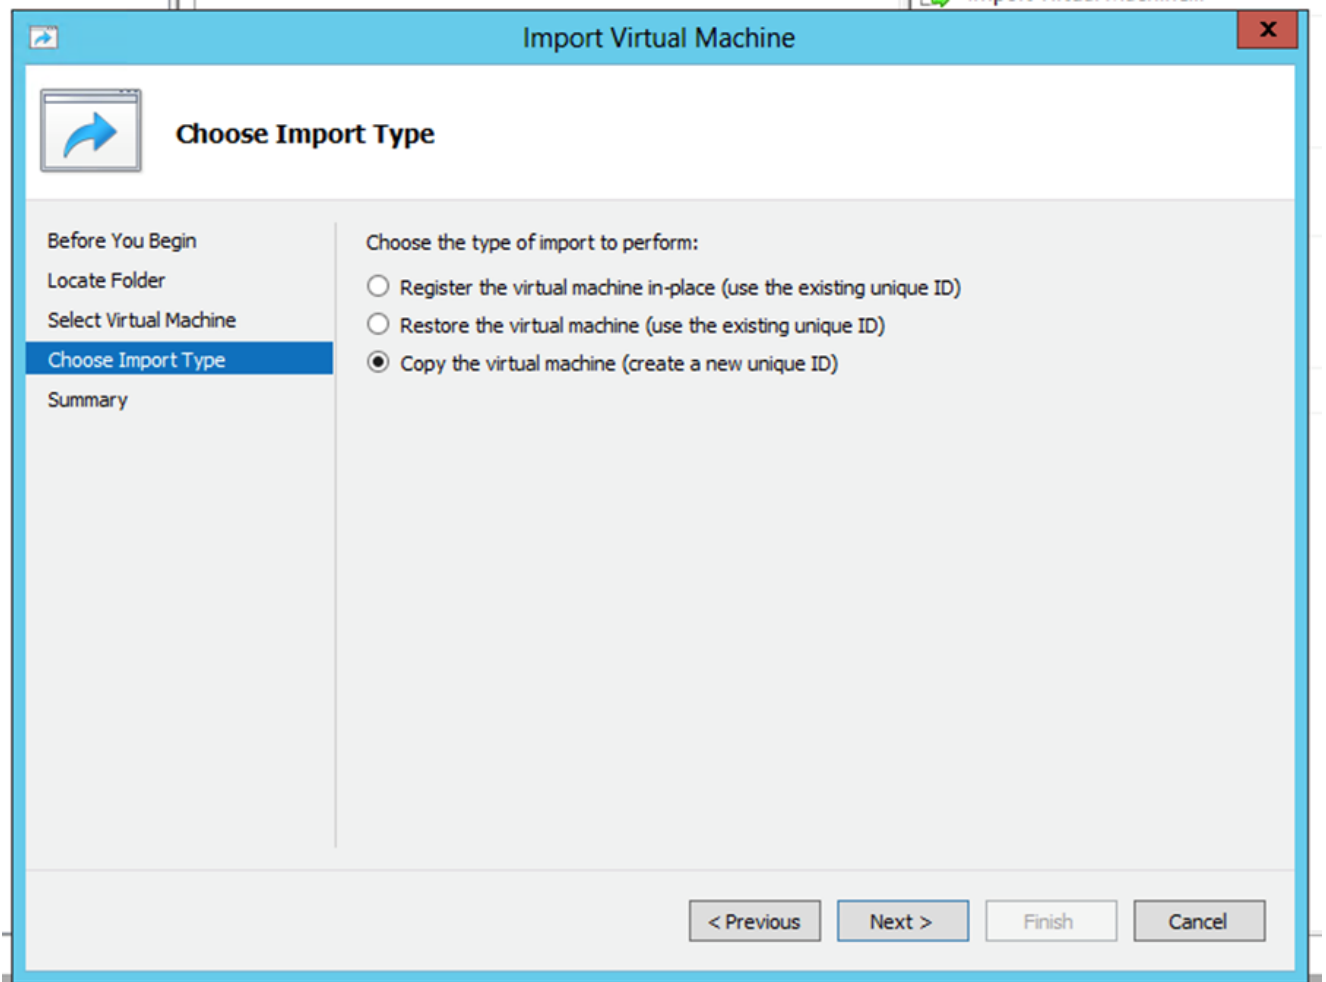 Import Virtual Machine...
Import Virtual Machine
x
Choose Import Type
Before You Begin
Locate Folder
Select Virtual Machine
Choose Import Type
Summary
Choose the type of import to perform:
Register the virtual machine in-place (use the existing unique ID)
Restore the virtual machine (use the existing unique ID)
Copy the virtual machine (create a new unique ID)
< Previous
Next >
Finish
Cancel